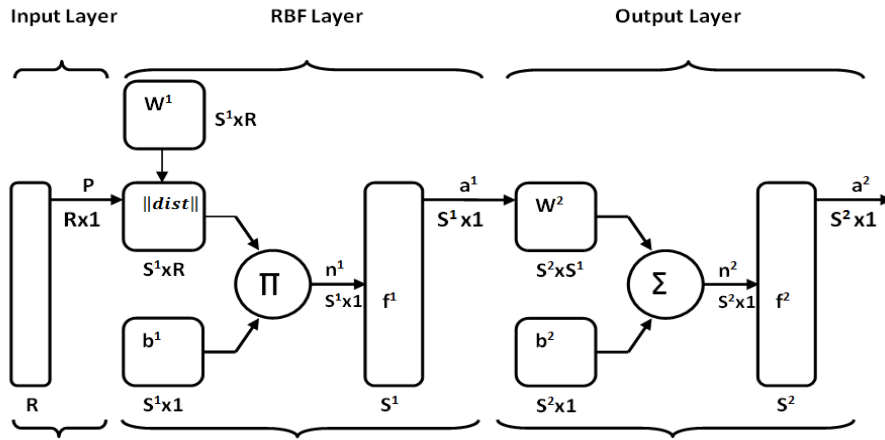 Input Layer
RBF Layer
Output Layer
W¹
S¹xR
P
Rx1
‖dist‖
S¹xR
b¹
S¹x1
Π
n¹
S¹x1
f¹
S¹
a¹
S¹x1
W²
S²xS¹
b²
S²x1
Σ
n²
S²x1
f²
S²
a²
S²x1
R